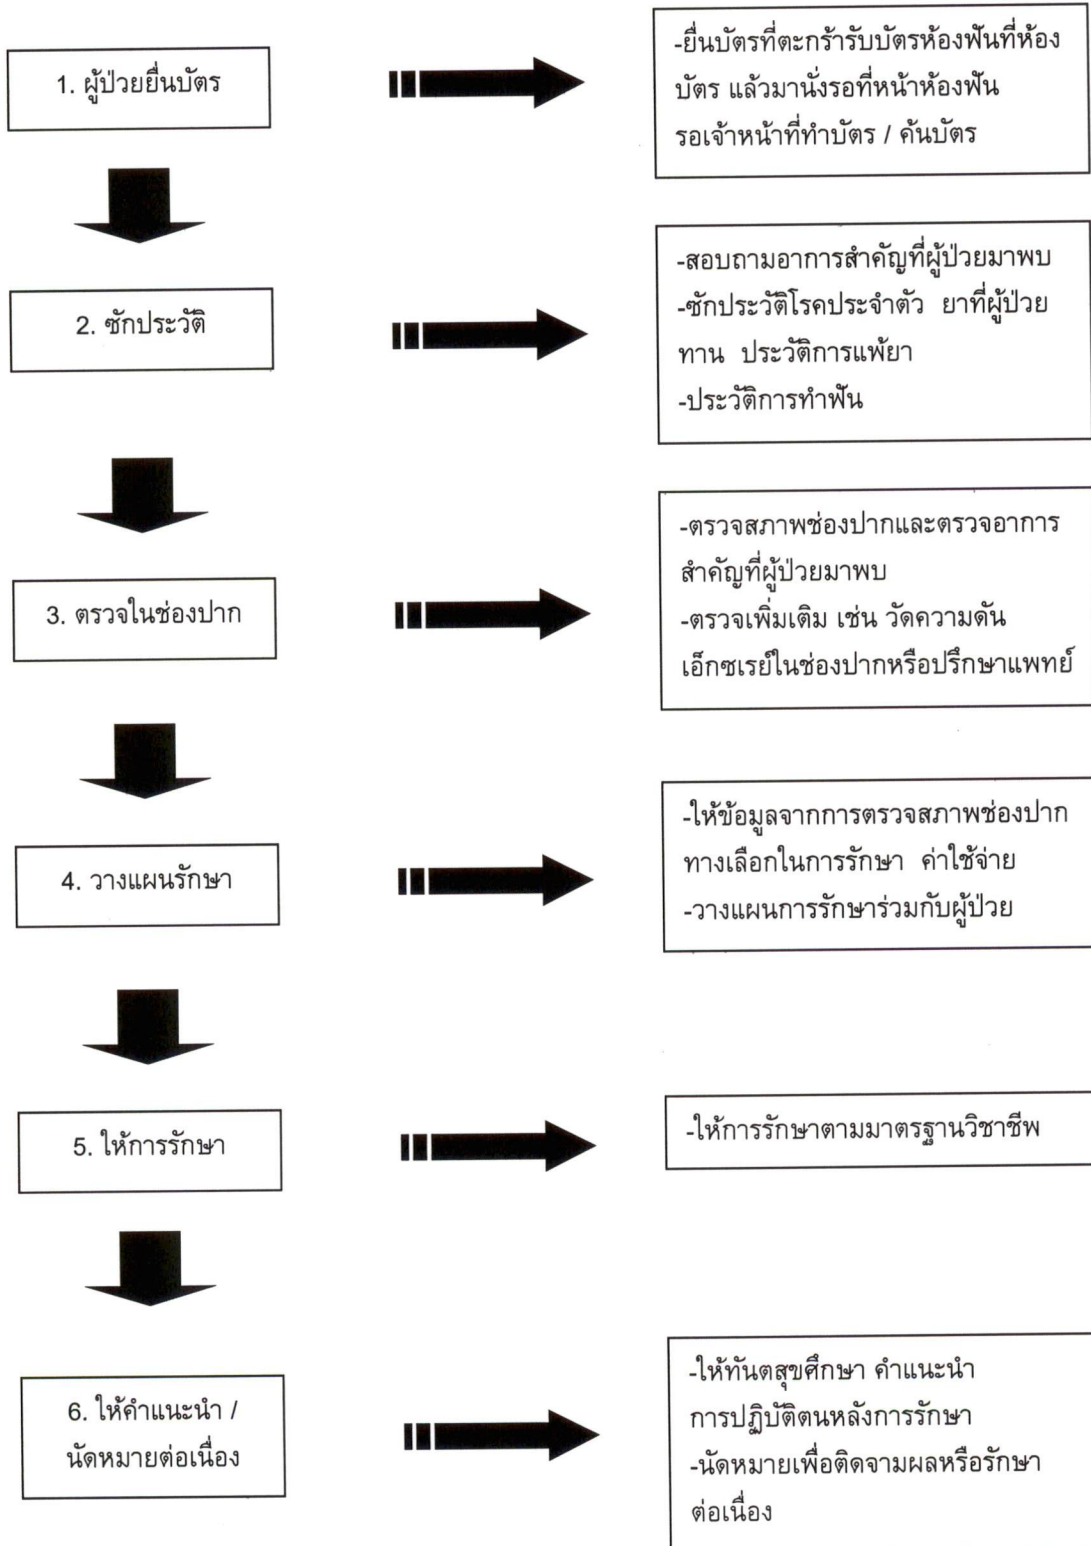 1. ผู้ป่วยยื่นบัตร
-ยื่นบัตรที่ตะกร้ารับบัตรห้องฟันที่ห้อง
บัตร แล้วมานั่งรอที่หน้าห้องฟัน
รอเจ้าหน้าที่ทำบัตร / ค้นบัตร
2. ซักประวัติ
-สอบถามอาการสำคัญที่ผู้ป่วยมาพบ
-ซักประวัติโรคประจำตัว ยาที่ผู้ป่วย
ทาน ประวัติการแพ้ยา
-ประวัติการทำฟัน
3. ตรวจในช่องปาก
-ตรวจสภาพช่องปากและตรวจอาการ
สำคัญที่ผู้ป่วยมาพบ
-ตรวจเพิ่มเติม เช่น วัดความดัน
เอ็กซเรย์ในช่องปากหรือปรึกษาแพทย์
4. วางแผนรักษา
-ให้ข้อมูลจากการตรวจสภาพช่องปาก
ทางเลือกในการรักษา ค่าใช้จ่าย
-วางแผนการรักษาร่วมกับผู้ป่วย
5. ให้การรักษา
-ให้การรักษาตามมาตรฐานวิชาชีพ
6. ให้คำแนะนำ /
นัดหมายต่อเนื่อง
-ให้ทันตสุขศึกษา คำแนะนำ
การปฏิบัติตนหลังการรักษา
-นัดหมายเพื่อติดจามผลหรือรักษา
ต่อเนื่อง